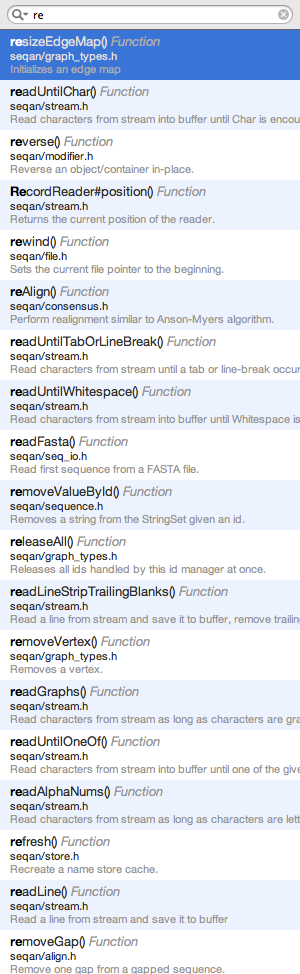 re
resizeEdgeMap() Function
seqan/graph_types.h
Initializes an edge map
readUntilChar() Function
seqan/stream.h
Read characters from stream into buffer until Char is encou
reverse() Function
seqan/modifier.h
Reverse an object/container in-place.
RecordReader#position() Function
seqan/stream.h
Returns the current position of the reader.
rewind() Function
seqan/file.h
Sets the current file pointer to the beginning.
reAlign() Function
seqan/consensus.h
Perform realignment similar to Anson-Myers algorithm.
readUntilTabOrLineBreak() Function
seqan/stream.h
Read characters from stream until a tab or line-break occur
readUntilWhitespace() Function
seqan/stream.h
Read characters from stream into buffer until Whitespace is
readFasta() Function
seqan/seq_io.h
Read first sequence from a FASTA file.
removeValueById() Function
seqan/sequence.h
Removes a string from the StringSet given an id.
releaseAll() Function
seqan/graph_types.h
Releases all ids handled by this id manager at once.
readLineStripTrailingBlanks() Function
seqan/stream.h
Read a line from stream and save it to buffer, remove trailin
removeVertex() Function
seqan/graph_types.h
Removes a vertex.
readGraphs() Function
seqan/stream.h
Read characters from stream as long as characters are gra
readUntilOneOf() Function
seqan/stream.h
Read characters from stream into buffer until one of the give
readAlphaNums() Function
seqan/stream.h
Read characters from stream as long as characters are lett
refresh() Function
seqan/store.h
Recreate a name store cache.
readLine() Function
seqan/stream.h
Read a line from stream and save it to buffer
removeGap() Function
seqan/align.h
Remove one gap from a gapped sequence.